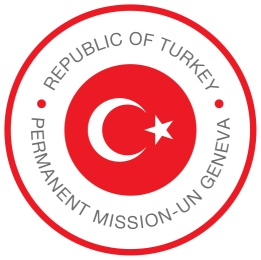 REPUBLIC OF TURKEY
PERMANENT MISSION-UN GENEVA